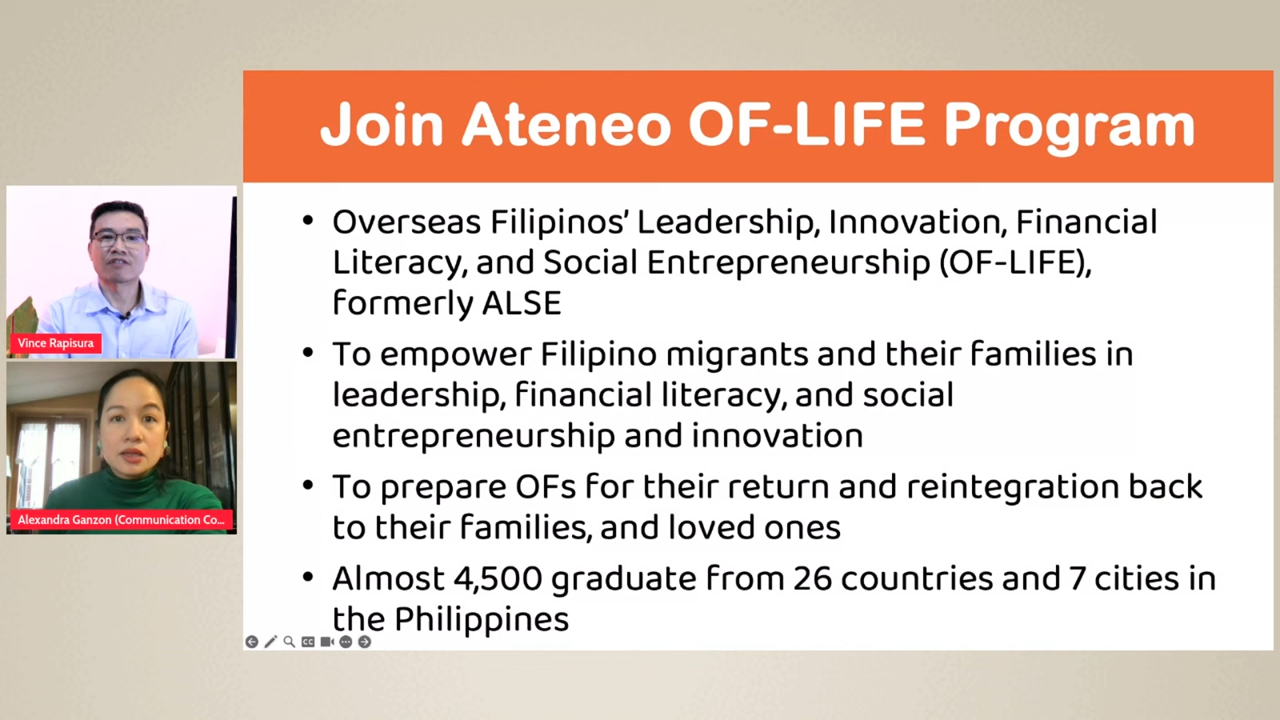 Join Ateneo OF-LIFE Program
• Overseas Filipinos’ Leadership, Innovation, Financial
Literacy, and Social Entrepreneurship (OF-LIFE),
formerly ALSE
• To empower Filipino migrants and their families in
leadership, financial literacy, and social
entrepreneurship and innovation
• To prepare OFs for their return and reintegration back
to their families, and loved ones
• Almost 4,500 graduate from 26 countries and 7 cities in
the Philippines
Vince Rapisura
Alexandra Ganzon (Communication Co...
CC